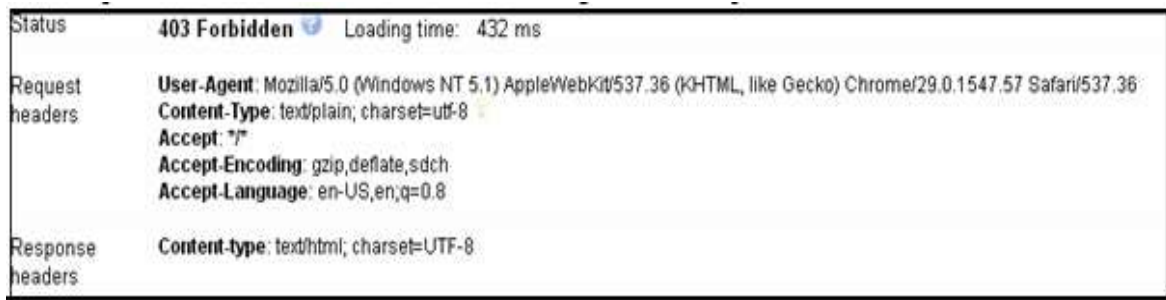 Status 403 Forbidden Loading time: 432 ms
Request headers User-Agent: Mozilla/5.0 (Windows NT 5.1) AppleWebKit/537.36 (KHTML, like Gecko) Chrome/29.0.1547.57 Safari/537.36
Content-Type: text/plain; charset=utf-8
Accept: */*
Accept-Encoding: gzip,deflate,sdch
Accept-Language: en-US,en;q=0.8
Response headers Content-type: text/html; charset=UTF-8